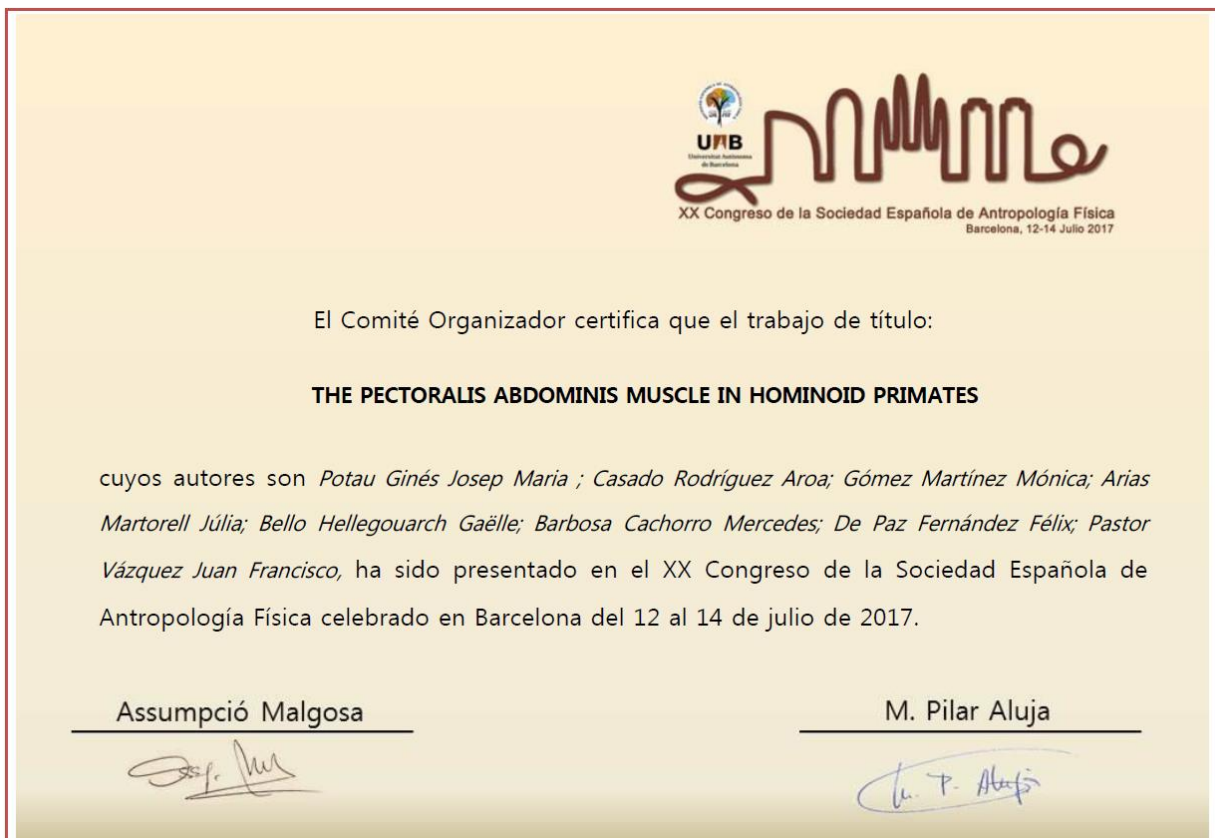 UAB
Universitat Autònoma
de Barcelona
XX Congreso de la Sociedad Española de Antropología Física
Barcelona, 12-14 Julio 2017
El Comité Organizador certifica que el trabajo de título:
THE PECTORALIS ABDOMINIS MUSCLE IN HOMINOID PRIMATES
cuyos autores son Potau Ginés Josep Maria ; Casado Rodríguez Aroa; Gómez Martínez Mónica; Arias
Martorell Júlia; Bello Hellegouarch Gaëlle; Barbosa Cachorro Mercedes; De Paz Fernández Félix; Pastor
Vázquez Juan Francisco, ha sido presentado en el XX Congreso de la Sociedad Española de
Antropología Física celebrado en Barcelona del 12 al 14 de julio de 2017.
Assumpció Malgosa
M. Pilar Aluja
M. P. Aluja